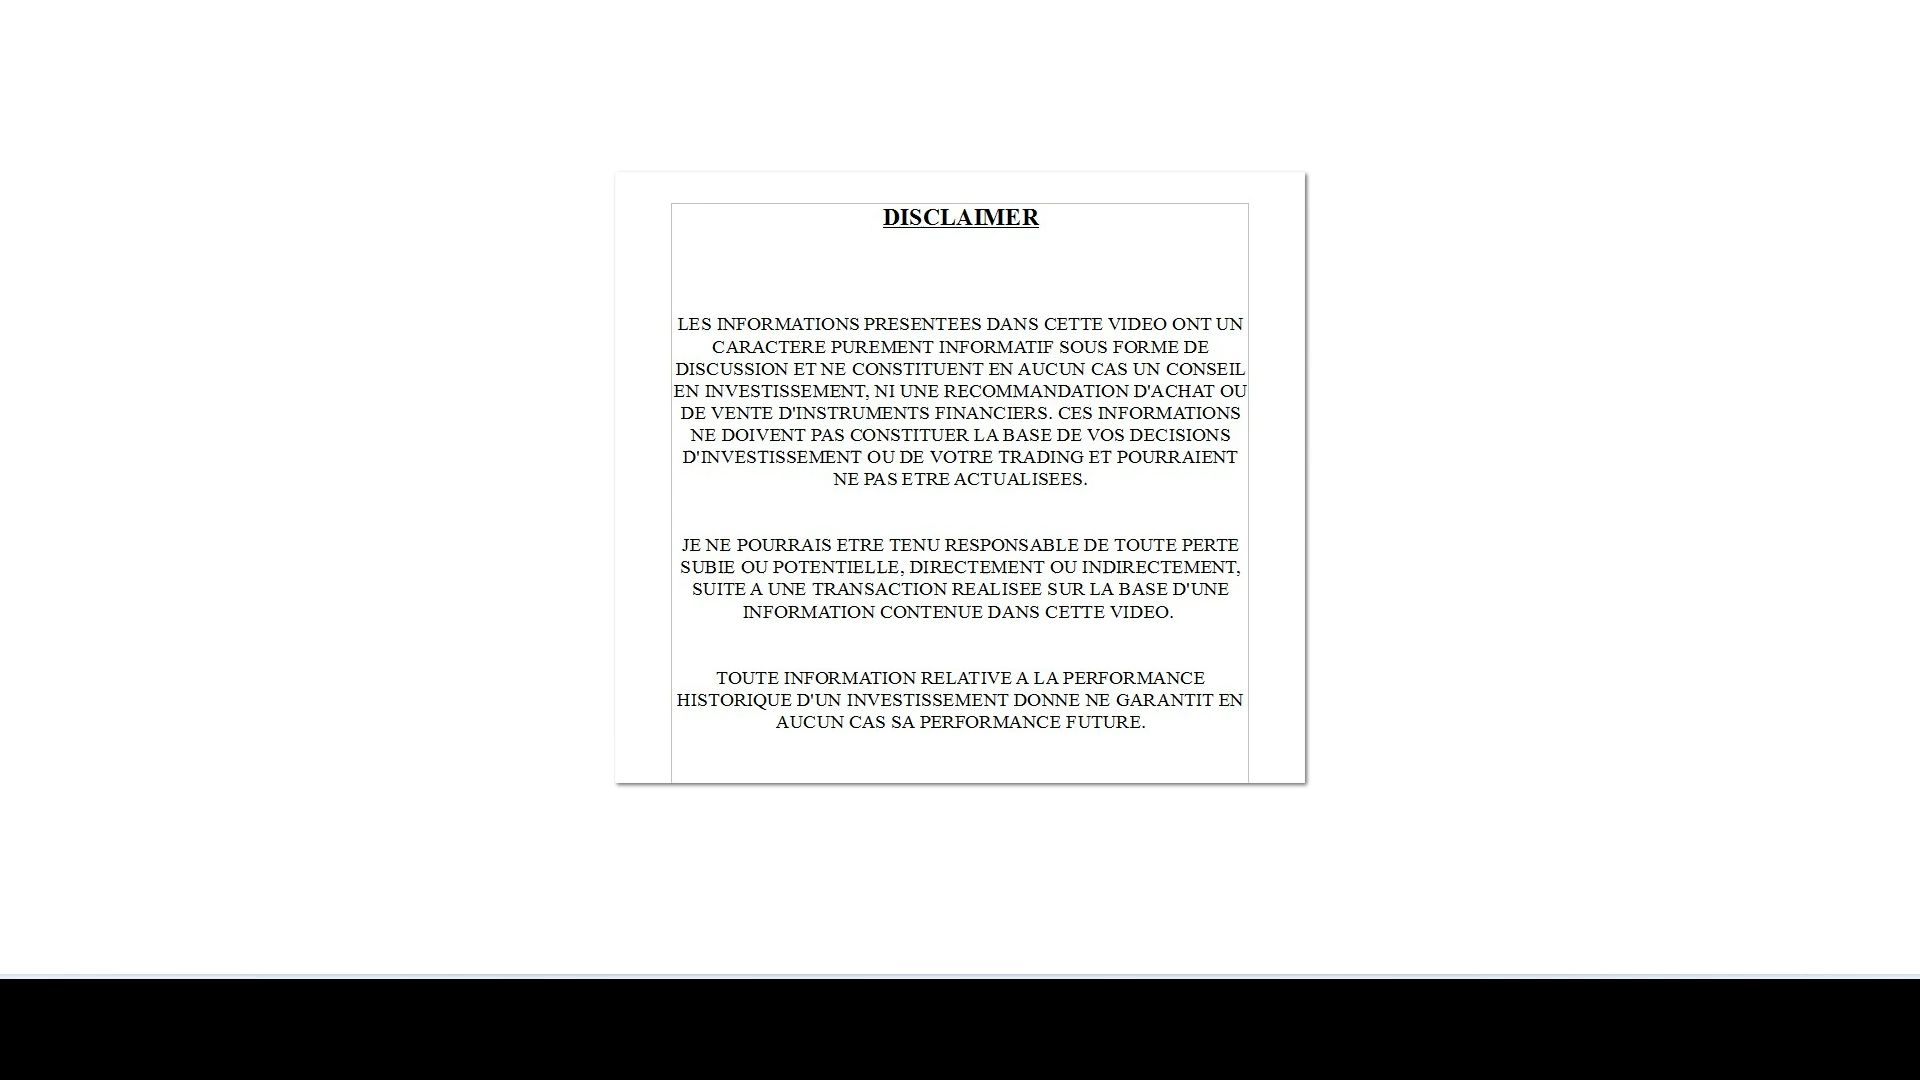 DISCLAIMER
LES INFORMATIONS PRESENTEES DANS CETTE VIDEO ONT UN
CARACTERE PUREMENT INFORMATIF SOUS FORME DE
DISCUSSION ET NE CONSTITUENT EN AUCUN CAS UN CONSEIL
EN INVESTISSEMENT, NI UNE RECOMMANDATION D'ACHAT OU
DE VENTE D'INSTRUMENTS FINANCIERS. CES INFORMATIONS
NE DOIVENT PAS CONSTITUER LA BASE DE VOS DECISIONS
D'INVESTISSEMENT OU DE VOTRE TRADING ET POURRAIENT
NE PAS ETRE ACTUALISEES.
JE NE POURRAIS ETRE TENU RESPONSABLE DE TOUTE PERTE
SUBIE OU POTENTIELLE, DIRECTEMENT OU INDIRECTEMENT,
SUITE A UNE TRANSACTION REALISEE SUR LA BASE D'UNE
INFORMATION CONTENUE DANS CETTE VIDEO.
TOUTE INFORMATION RELATIVE A LA PERFORMANCE
HISTORIQUE D'UN INVESTISSEMENT DONNE NE GARANTIT EN
AUCUN CAS SA PERFORMANCE FUTURE.